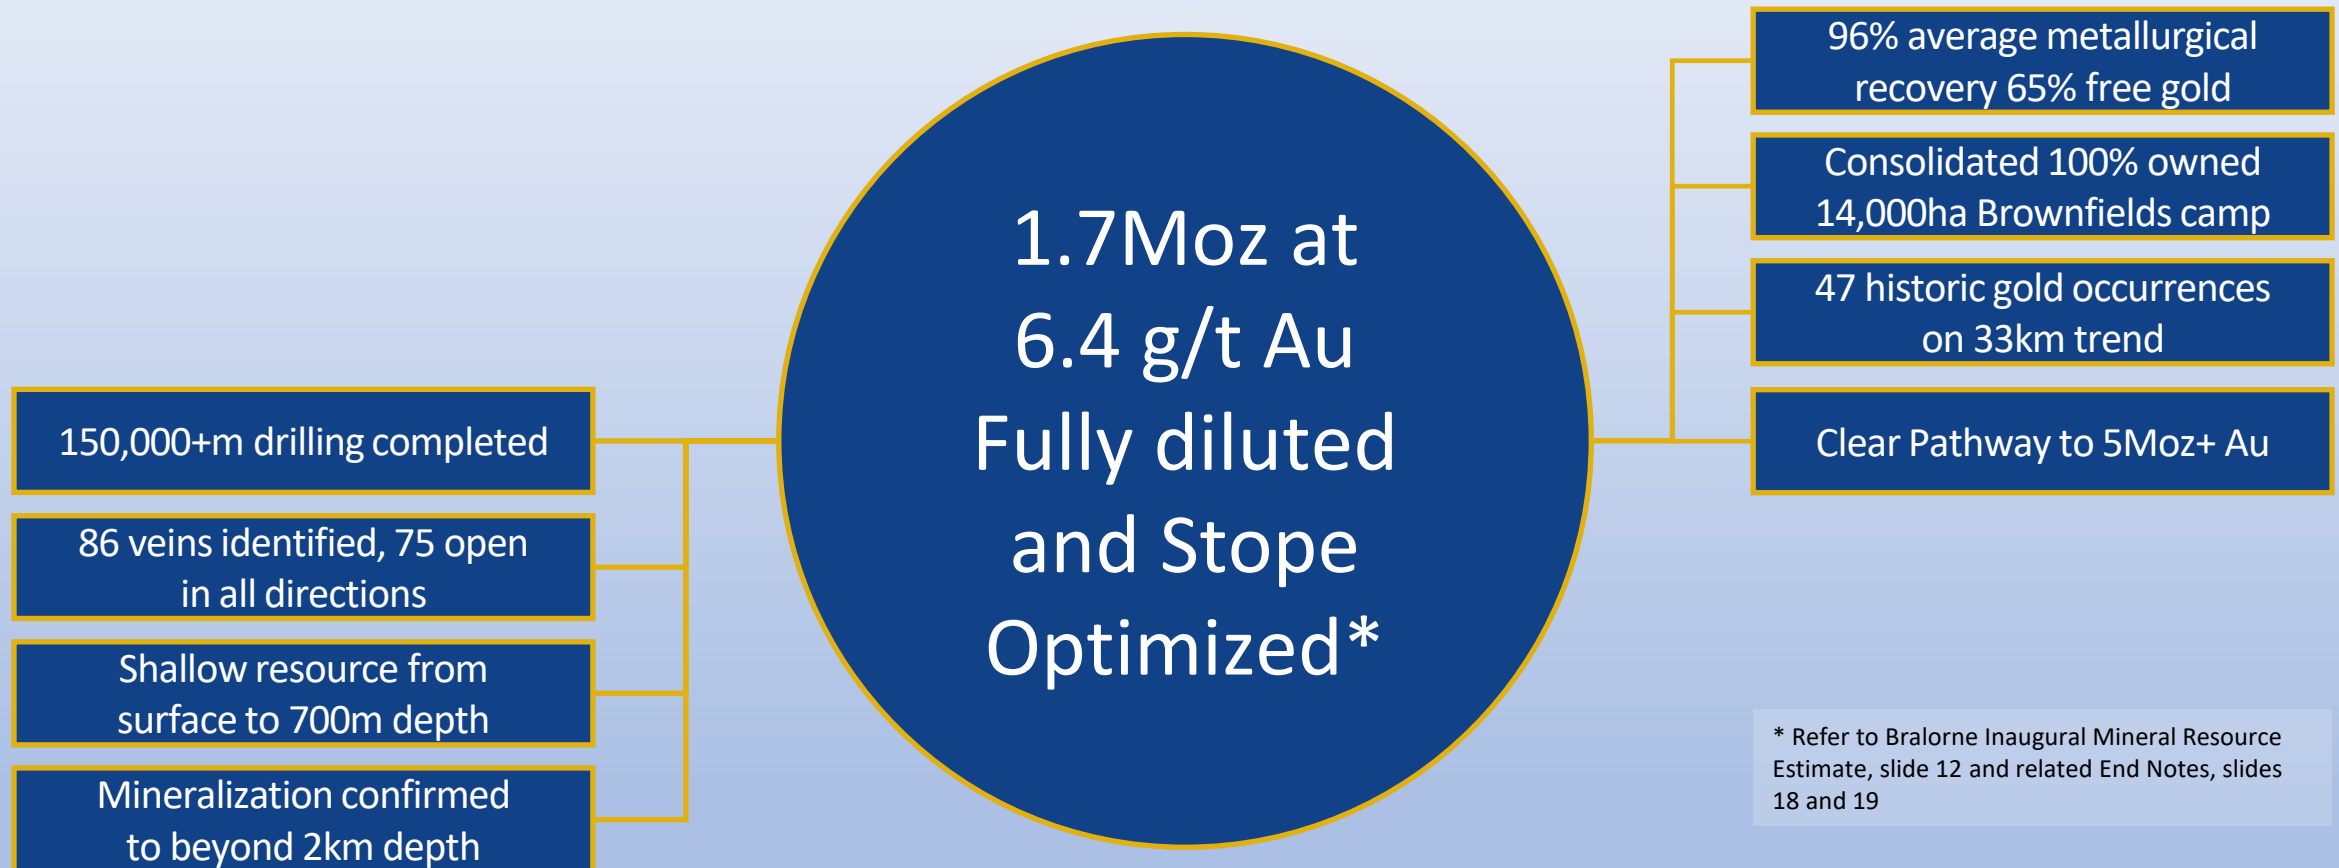 150,000+m drilling completed
86 veins identified, 75 open
in all directions
Shallow resource from
surface to 700m depth
Mineralization confirmed
to beyond 2km depth
1.7Moz at
6.4 g/t Au
Fully diluted
and Stope
Optimized*
96% average metallurgical
recovery 65% free gold
Consolidated 100% owned
14,000ha Brownfields camp
47 historic gold occurrences
on 33km trend
Clear Pathway to 5Moz+ Au
* Refer to Bralorne Inaugural Mineral Resource
Estimate, slide 12 and related End Notes, slides
18 and 19